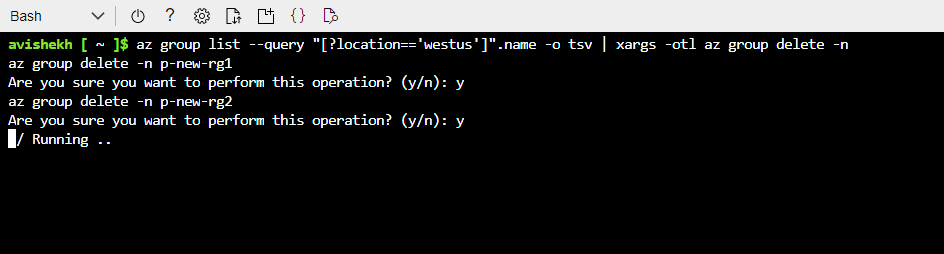 Bash
?
{}
avishekh [ ~ ]$ az group list --query "[?location=='westus']".name -o tsv | xargs -otl az group delete -n
az group delete -n p-new-rg1
Are you sure you want to perform this operation? (y/n): y
az group delete -n p-new-rg2
Are you sure you want to perform this operation? (y/n): y
/ Running ..